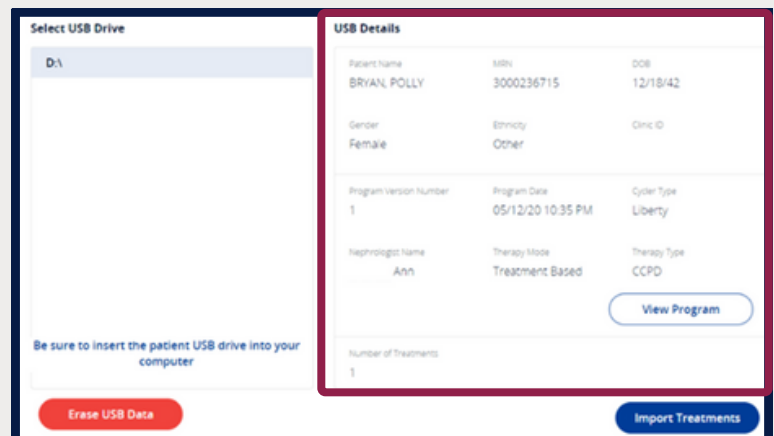 Select USB Drive
D:\
Be sure to insert the patient USB drive into your
computer
Erase USB Data
USB Details
Patient Name MRN DOB
BRYAN, POLLY 3000236715 12/18/42
Gender Ethnicity Clinic ID
Female Other
Program Version Number Program Date Cycler Type
1 05/12/20 10:35 PM Liberty
Nephrologist Name Therapy Mode Therapy Type
Ann Treatment Based CCPD
View Program
Number of Treatments
1
Import Treatments